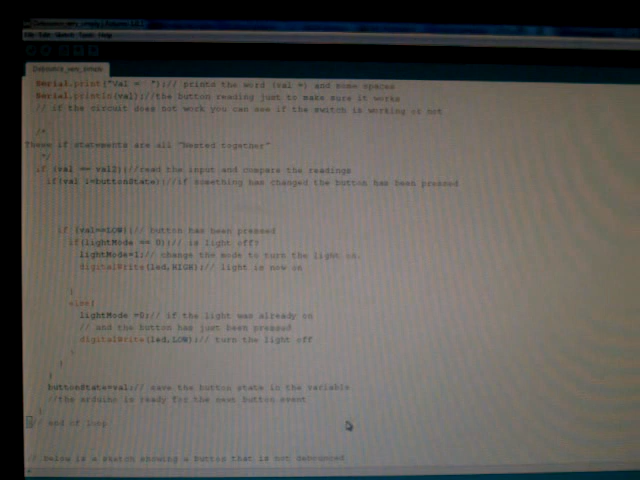 File Edit Sketch Tools Help
Debounce_very_simple
Serial.print("Val =  ");// prints the word (val =) and some spaces
Serial.println(val);//the button reading just to make sure it works
// if the circuit does not work you can see if the switch is working or not
/*
These if statements are all "Nested together"
*/
if (val == val2){//read the input and compare the readings
if(val !=buttonState){//if something has changed the button has been pressed
if (val==LOW){// button has been pressed
if(lightMode == 0){// is light off?
lightMode=1;// change the mode to turn the light on.
digitalWrite(led,HIGH);// light is now on
}
else{
lightMode =0;// if the light was already on
// and the button has just been pressed
digitalWrite(led,LOW);// turn the light off
}
}
}
buttonState=val;// save the button state in the variable
//the arduino is ready for the next button event
}
}// end of loop
// Below is a sketch showing a button that is not debounced